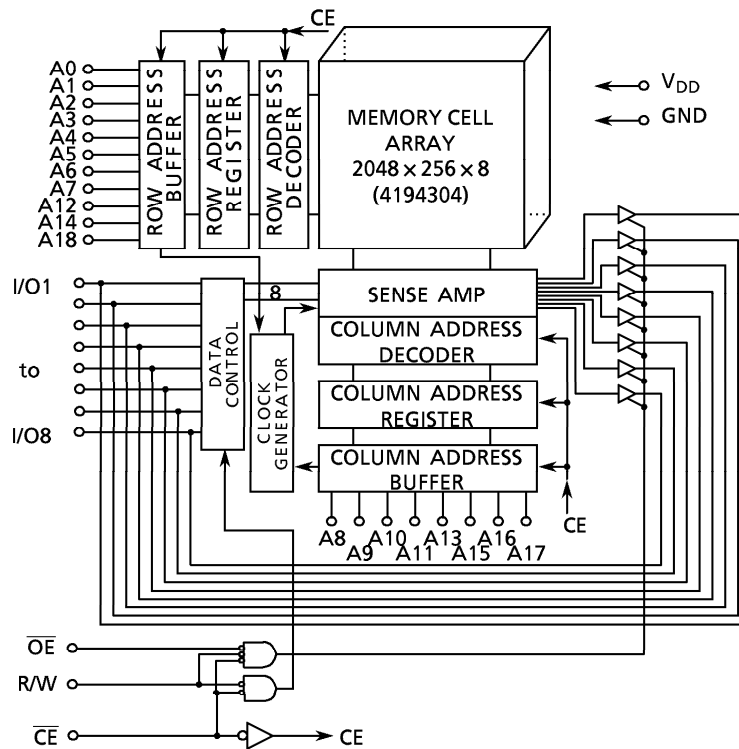 CE
A0
A1
A2
A3
A4
A5
A6
A7
A12
A14
A18
ROW ADDRESS
BUFFER
ROW ADDRESS
REGISTER
ROW ADDRESS
DECODER
MEMORY CELL
ARRAY
2048×256×8
(4194304)
VDD
GND
I/O1
to
I/O8
DATA
CONTROL
8
CLOCK
GENERATOR
SENSE AMP
COLUMN ADDRESS
DECODER
COLUMN ADDRESS
REGISTER
COLUMN ADDRESS
BUFFER
CE
A8
A9
A10
A11
A13
A15
A16
A17
OE
R/W
CE
CE